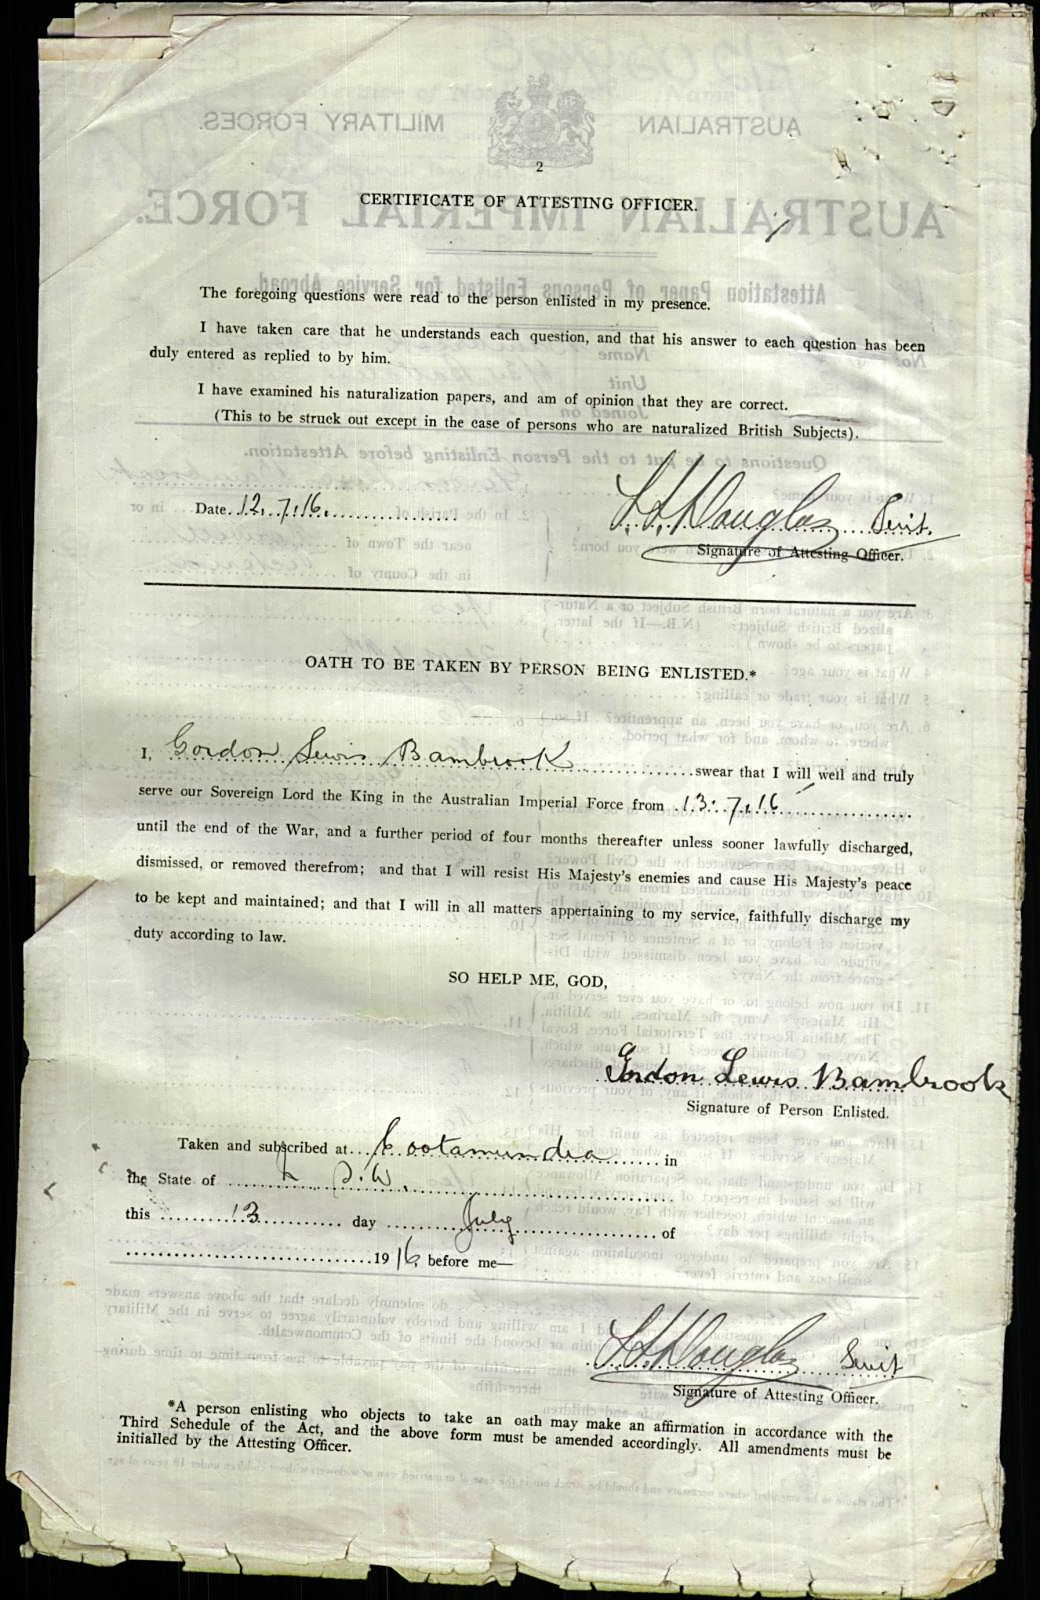 2
CERTIFICATE OF ATTESTING OFFICER.
The foregoing questions were read to the person enlisted in my presence.
I have taken care that he understands each question, and that his answer to each question has been
duly entered as replied to by him.
I have examined his naturalization papers, and am of opinion that they are correct.
(This to be struck out except in the case of persons who are naturalized British Subjects).
Date 12.7.16.
Douglas
Signature of Attesting Officer.
OATH TO BE TAKEN BY PERSON BEING ENLISTED.*
I, Gordon Lewis Bambrook swear that I will well and truly
serve our Sovereign Lord the King in the Australian Imperial Force from 13.7.16
until the end of the War, and a further period of four months thereafter unless sooner lawfully discharged,
dismissed, or removed therefrom; and that I will resist His Majesty's enemies and cause His Majesty's peace
to be kept and maintained; and that I will in all matters appertaining to my service, faithfully discharge my
duty according to law.
SO HELP ME, GOD,
Gordon Lewis Bambrook
Signature of Person Enlisted.
Taken and subscribed at Cootamundra in
the State of
this 13 day July of
1916 before me—
Douglas
Signature of Attesting Officer.
*A person enlisting who objects to take an oath may make an affirmation in accordance with the
Third Schedule of the Act, and the above form must be amended accordingly. All amendments must be
initialled by the Attesting Officer.